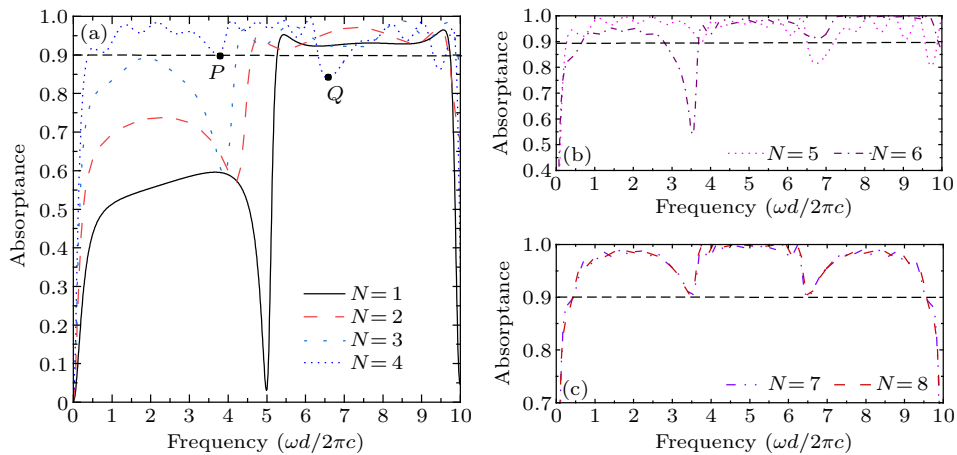 (a)
Absorptance
1.0
0.9
0.8
0.7
0.6
0.5
0.4
0.3
0.2
0.1
0
P
Q
N=1
N=2
N=3
N=4
0 1 2 3 4 5 6 7 8 9 10
Frequency (ωd/2πc)
Absorptance
1.0
0.9
0.8
0.7
0.6
0.5
0.4
(b)
N=5 N=6
0 1 2 3 4 5 6 7 8 9 10
Frequency (ωd/2πc)
Absorptance
1.0
0.9
0.8
0.7
(c)
N=7 N=8
0 1 2 3 4 5 6 7 8 9 10
Frequency (ωd/2πc)